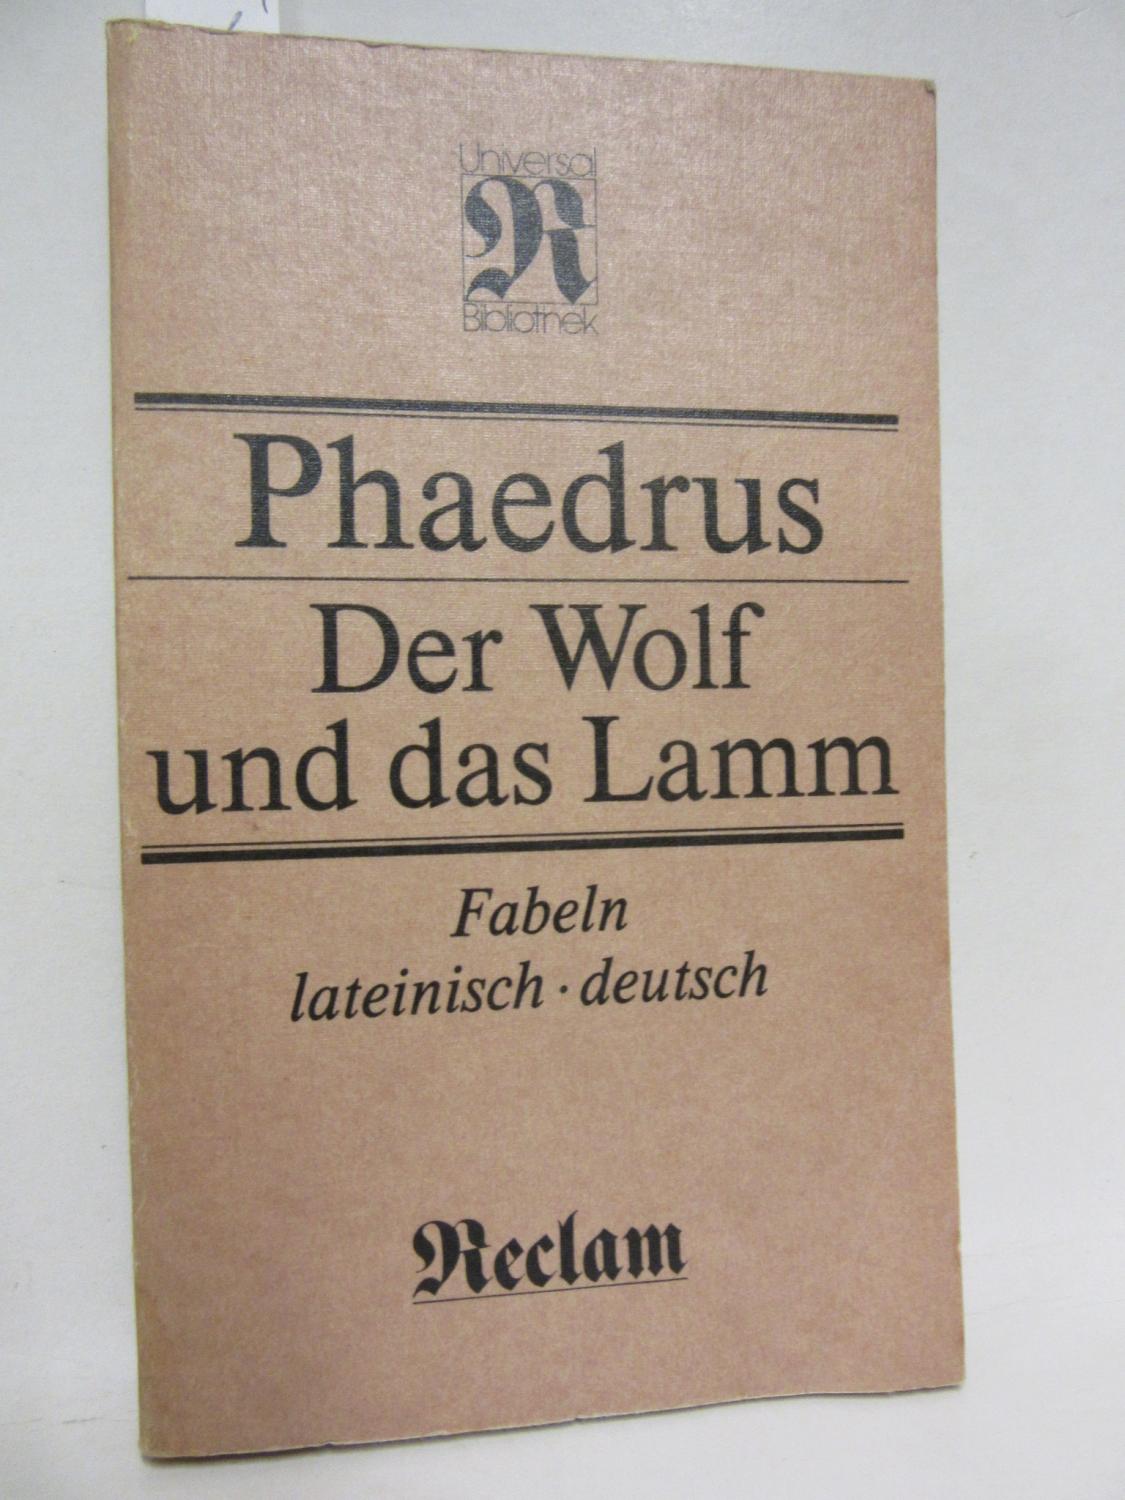 Universal
R
Bibliothek
Phaedrus
Der Wolf
und das Lamm
Fabeln
lateinisch · deutsch
Reclam